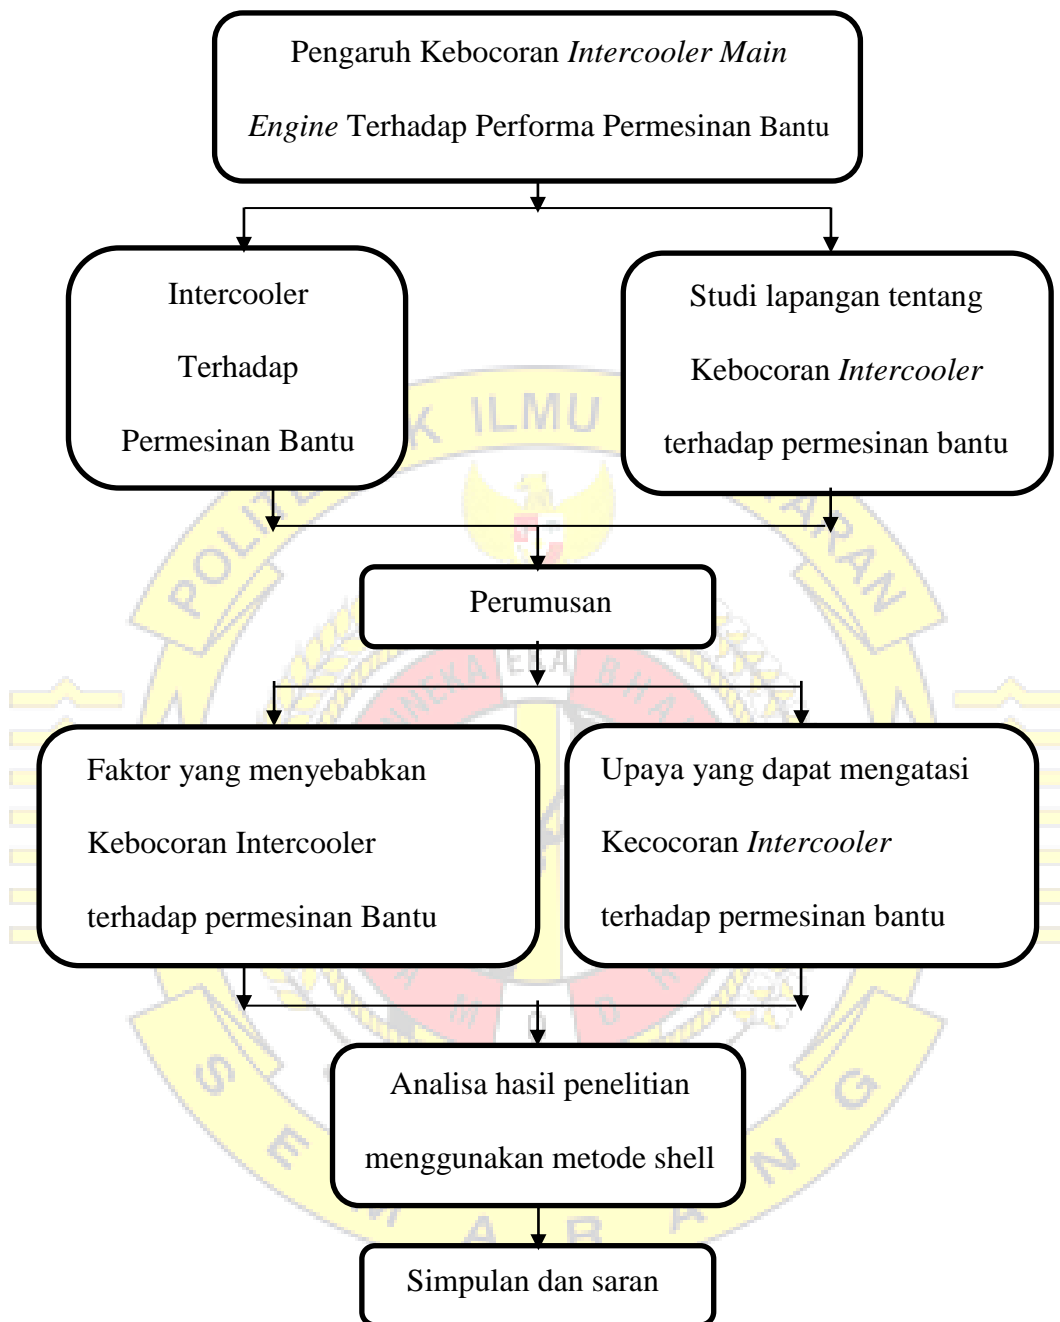 Pengaruh Kebocoran Intercooler Main
Engine Terhadap Performa Permesinan Bantu
Intercooler
Terhadap
Permesinan Bantu
Studi lapangan tentang
Kebocoran Intercooler
terhadap permesinan bantu
Perumusan
Faktor yang menyebabkan
Kebocoran Intercooler
terhadap permesinan Bantu
Upaya yang dapat mengatasi
Kecocoran Intercooler
terhadap permesinan bantu
Analisa hasil penelitian
menggunakan metode shell
Simpulan dan saran
ILMU
SEMARANG